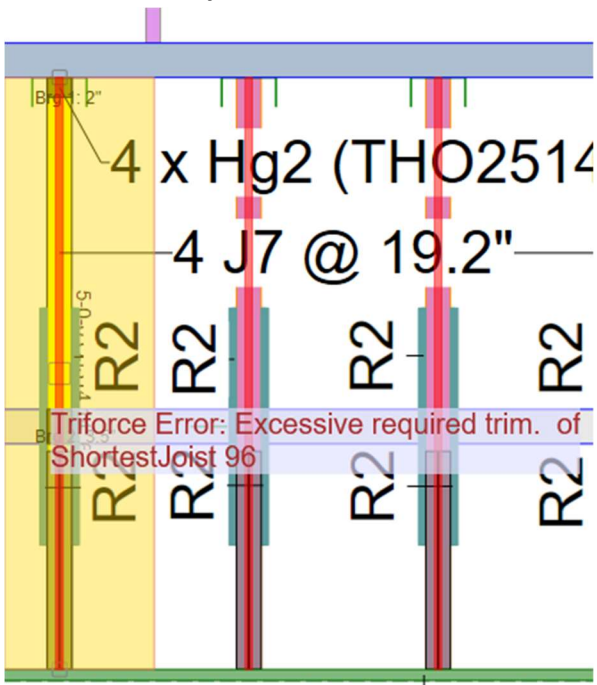 Brg 1: 2"
4 x Hg2 (THO2514
4 J7 @ 19.2"
R2 R2 R2 R2
Triforce Error: Excessive required trim. of
ShortestJoist 96
R2 R2 R2 R2